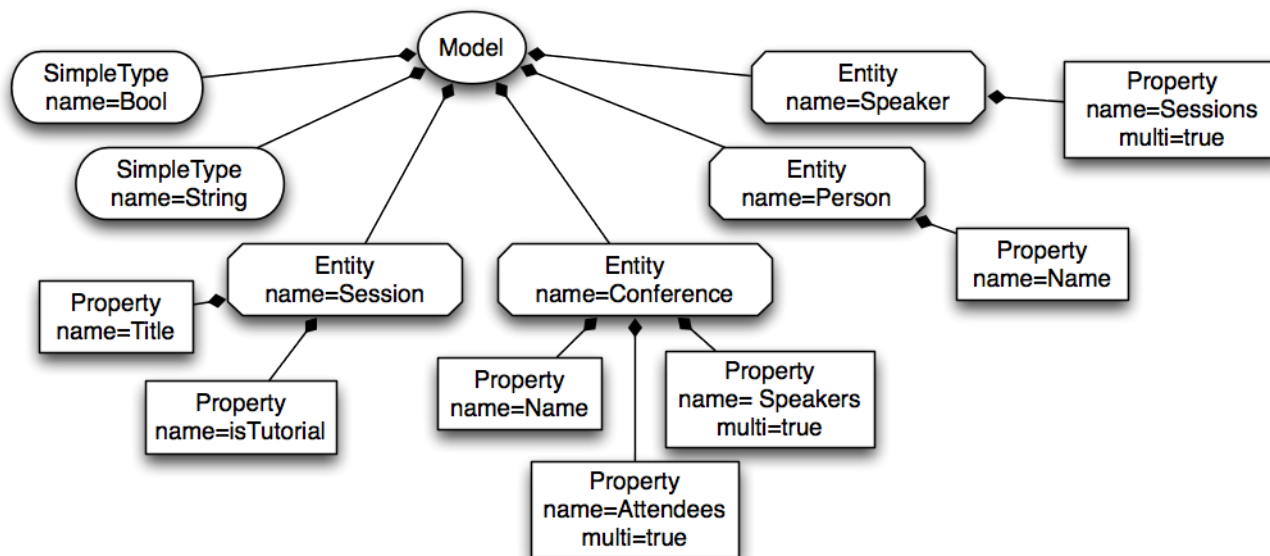 Model
SimpleType
name=Bool
Entity
name=Speaker
Property
name=Sessions
multi=true
SimpleType
name=String
Entity
name=Person
Property
name=Name
Entity
name=Session
Entity
name=Conference
Property
name=Title
Property
name=isTutorial
Property
name=Name
Property
name= Speakers
multi=true
Property
name=Attendees
multi=true